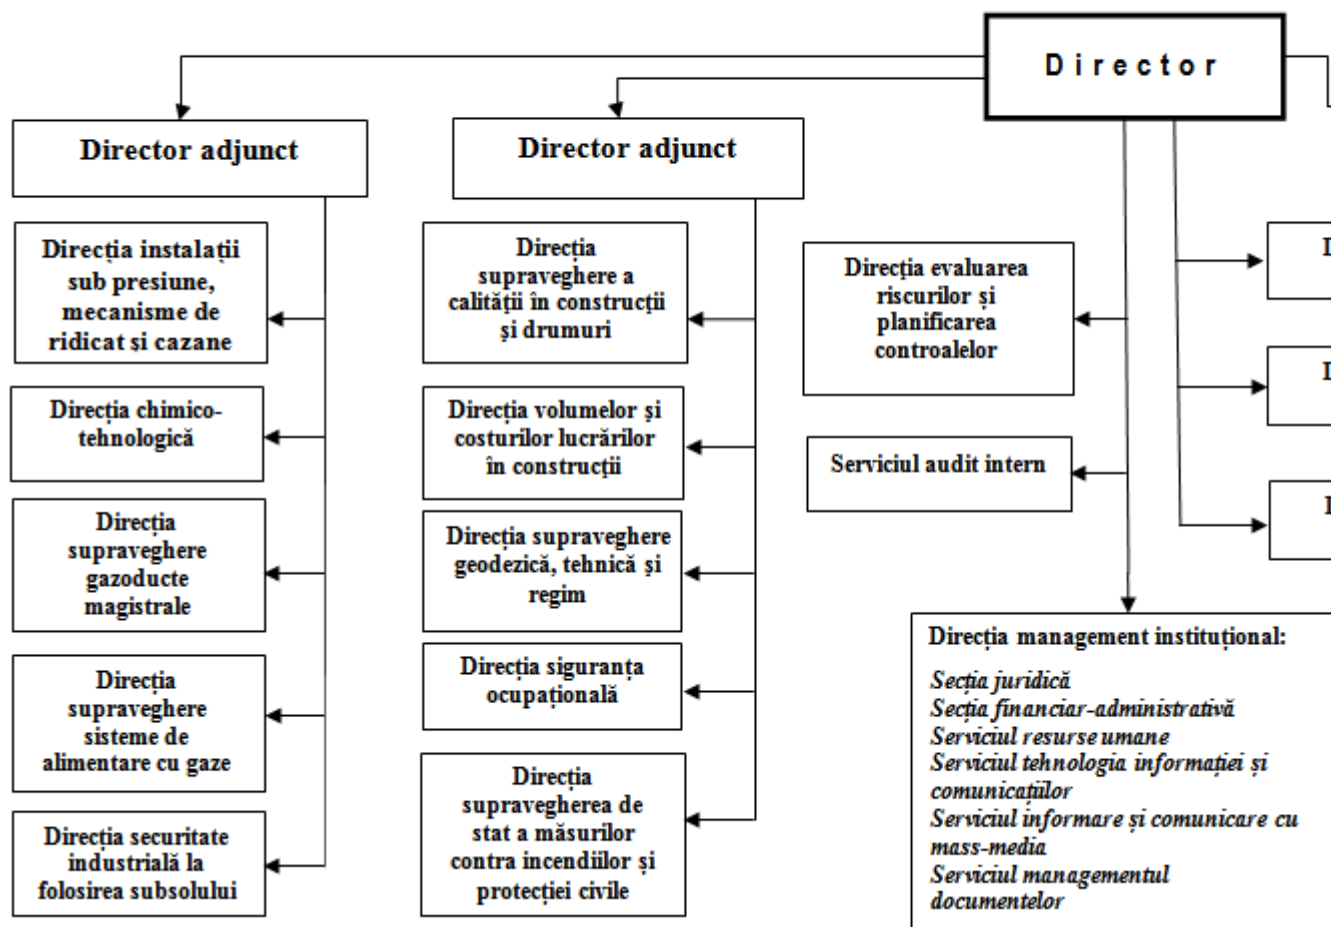 Director
Director adjunct
Direcția instalații
sub presiune,
mecanisme de
ridicat si cazane
Direcția chimico-
tehnologică
Direcția
supraveghere
gazoducte
magistrale
Direcția
supraveghere
sisteme de
alimentare cu gaze
Direcția securitate
industrială la
folosirea subsolului
Director adjunct
Direcția
supraveghere a
calității în construcții
și drumuri
Direcția volumelor și
costurilor lucrărilor
în construcții
Direcția supraveghere
geodezică, tehnică și
regim
Direcția siguranța
ocupațională
Direcția
supravegherea de
stat a măsurilor
contra incendiilor și
protecției civile
Direcția evaluarea
riscurilor și
planificarea
controalelor
Serviciul audit intern
Direcția management instituțional:
Secția juridică
Secția financiar-administrativă
Serviciul resurse umane
Serviciul tehnologia informației și
comunicațiilor
Serviciul informare și comunicare cu
mass-media
Serviciul managementul
documentelor